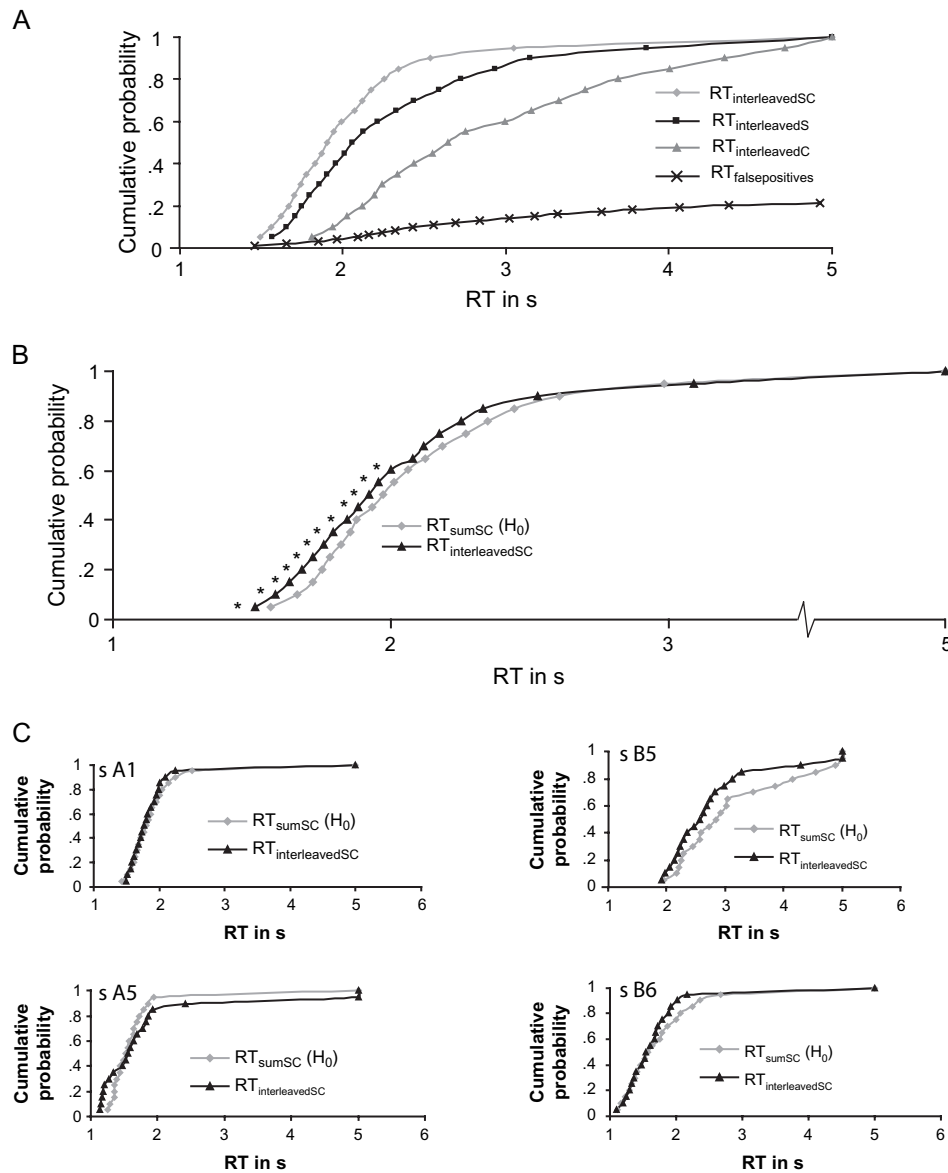 A
Cumulative probability
1
.8
.6
.4
.2
0
1 2 3 4 5
RT in s
RTinterleavedSC
RTinterleavedS
RTinterleavedC
RTfalsepositives
B
Cumulative probability
1
.8
.6
.4
.2
0
* * * * * * * * * * *
1 2 3 5
RT in s
RTsumSC (H0)
RTinterleavedSC
C
s A1
Cumulative
probability
1
.8
.6
.4
.2
0
1 2 3 4 5 6
RT in s
RTsumSC (H0)
RTinterleavedSC
s B5
Cumulative
probability
1
.8
.6
.4
.2
0
1 2 3 4 5 6
RT in s
RTsumSC (H0)
RTinterleavedSC
s A5
Cumulative
probability
1
.8
.6
.4
.2
0
1 2 3 4 5 6
RT in s
RTsumSC (H0)
RTinterleavedSC
s B6
Cumulative
probability
1
.8
.6
.4
.2
0
1 2 3 4 5 6
RT in s
RTsumSC (H0)
RTinterleavedSC